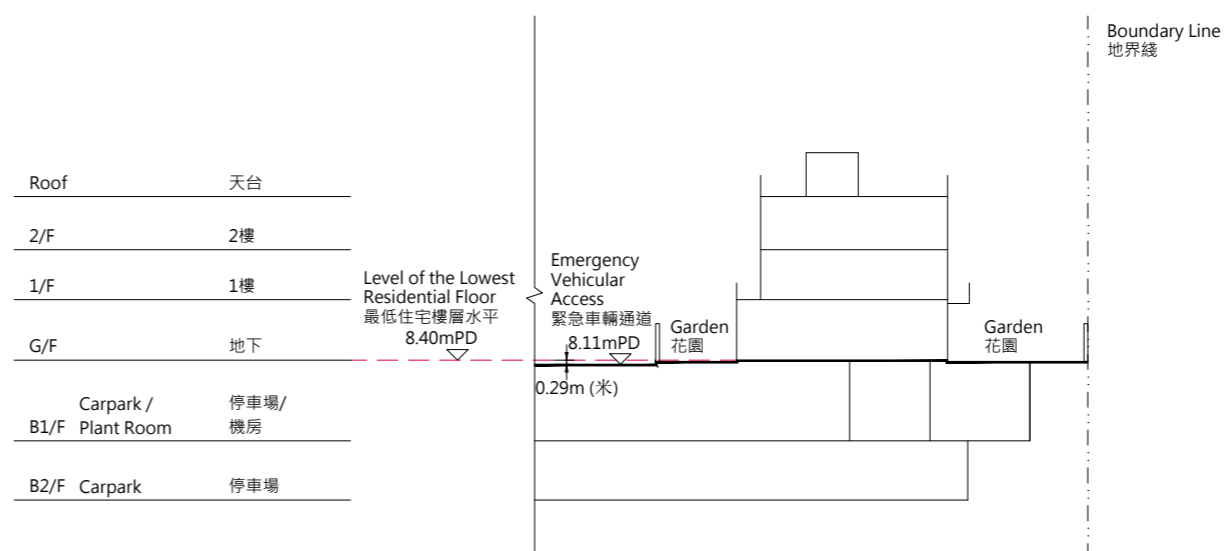 Boundary Line
地界綫
Roof 天台
2/F 2樓
1/F 1樓
G/F 地下
Carpark / 停車場/
B1/F Plant Room 機房
B2/F Carpark 停車場
Level of the Lowest
Residential Floor
最低住宅樓層水平
8.40mPD
Emergency
Vehicular
Access
緊急車輛通道
8.11mPD
0.29m (米)
Garden
花園
Garden
花園